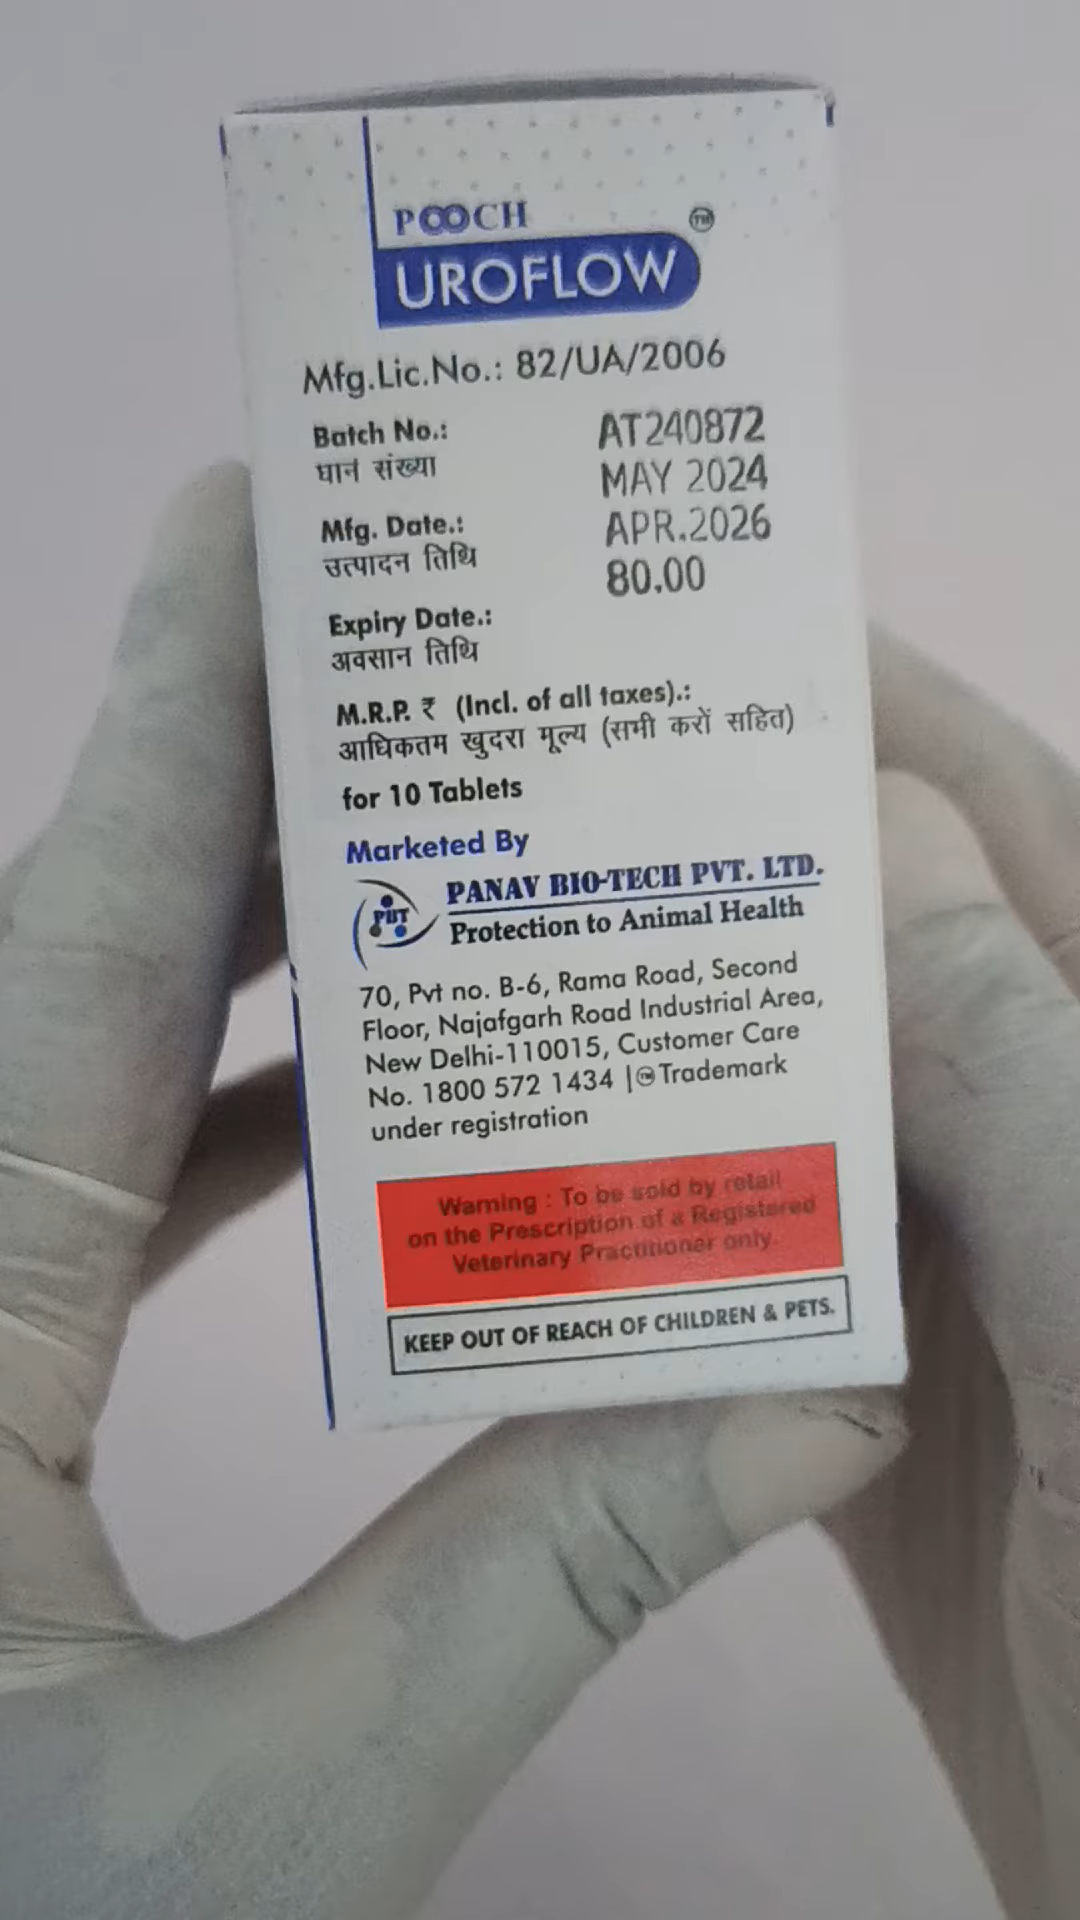 POOCH
TM
UROFLOW
Mfg.Lic.No.: 82/UA/2006
Batch No.: AT240872
घान संख्या MAY 2024
Mfg. Date.: APR.2026
उत्पादन तिथि 80.00
Expiry Date.:
अवसान तिथि
M.R.P. ₹ (Incl. of all taxes).:
आधिकतम खुदरा मूल्य (सभी करों सहित)
for 10 Tablets
Marketed By
PBT
PANAV BIO-TECH PVT. LTD.
Protection to Animal Health
70, Pvt no. B-6, Rama Road, Second
Floor, Najafgarh Road Industrial Area,
New Delhi-110015, Customer Care
No. 1800 572 1434 |™Trademark
under registration
Warning : To be sold by retail
on the Prescription of a Registered
Veterinary Practitioner only.
KEEP OUT OF REACH OF CHILDREN & PETS.